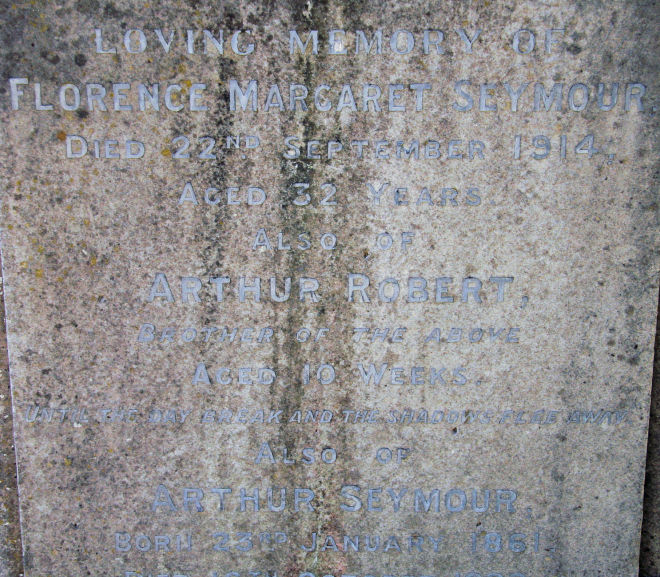 LOVING MEMORY OF
FLORENCE MARGARET SEYMOUR,
DIED 22ND SEPTEMBER 1914,
AGED 32 YEARS.
ALSO OF
ARTHUR ROBERT,
BROTHER OF THE ABOVE
AGED 10 WEEKS.
UNTIL THE DAY BREAK AND THE SHADOWS FLEE AWAY
ALSO OF
ARTHUR SEYMOUR,
BORN 23RD JANUARY 1851